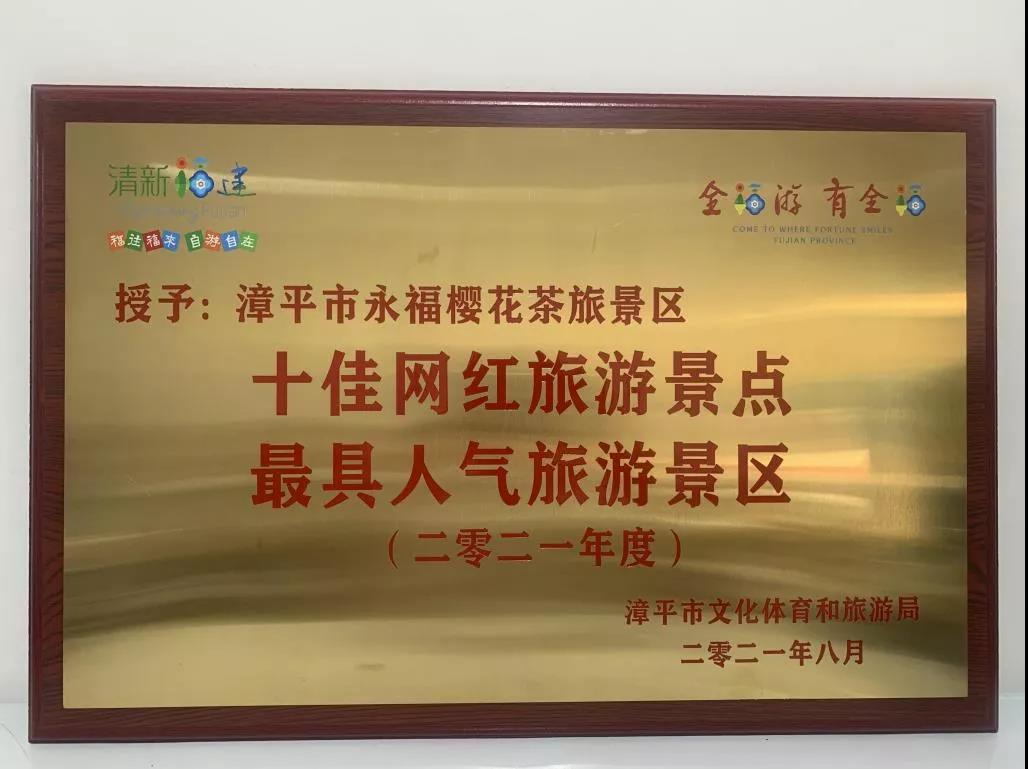 清新福建
福往福来 自游自在
全福游 有全福
COME TO WHERE FORTUNE SMILES
FUJIAN PROVINCE
授予：漳平市永福樱花茶旅景区
十佳网红旅游景点
最具人气旅游景区
（二零二一年度）
漳平市文化体育和旅游局
二零二一年八月